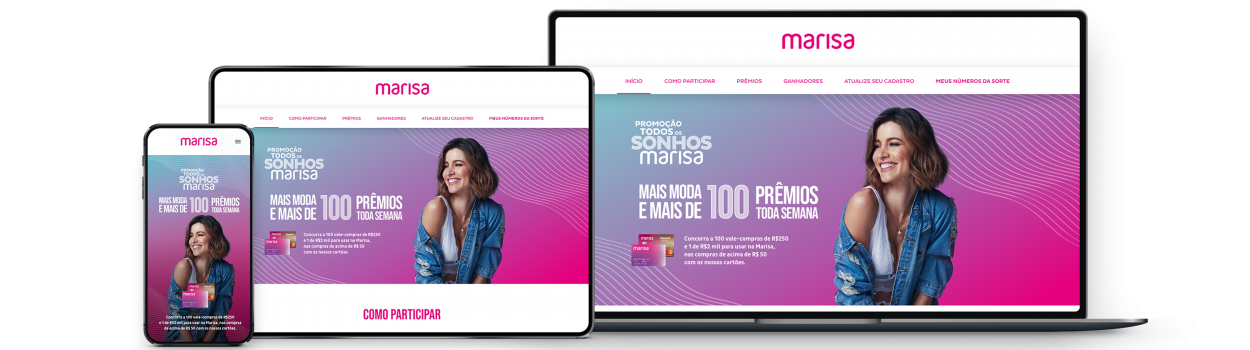 marisa
PROMOÇÃO
TODOS OS
SONHOS
marisa
MAIS MODA
E MAIS DE 100 PRÊMIOS
TODA SEMANA
Concorra a 100 vale-compras de R$250
e 1 de R$2 mil para usar na Marisa, nas compras
de acima de R$ 50 com os nossos cartões.
marisa
INÍCIO COMO PARTICIPAR PRÊMIOS GANHADORES ATUALIZE SEU CADASTRO MEUS NÚMEROS DA SORTE
PROMOÇÃO
TODOS OS
SONHOS
marisa
MAIS MODA
E MAIS DE 100 PRÊMIOS
TODA SEMANA
marisa
Concorra a 100 vale-compras de R$250
e 1 de R$2 mil para usar na Marisa,
nas compras de acima de R$ 50
com os nossos cartões.
COMO PARTICIPAR
marisa
INÍCIO COMO PARTICIPAR PRÊMIOS GANHADORES ATUALIZE SEU CADASTRO MEUS NÚMEROS DA SORTE
PROMOÇÃO
TODOS OS
SONHOS
marisa
MAIS MODA
E MAIS DE 100 PRÊMIOS
TODA SEMANA
marisa
marisa
Concorra a 100 vale-compras de R$250
e 1 de R$2 mil para usar na Marisa,
nas compras de acima de R$ 50
com os nossos cartões.